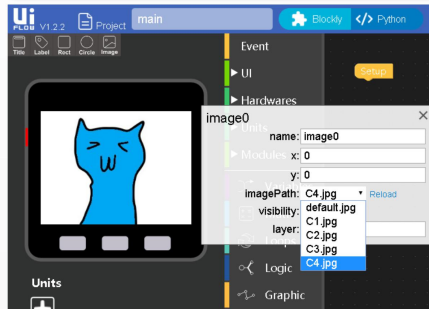 Ui FLOW V1.2.2 Project main Blockly </> Python
Title Label Rect Circle Image
Event
UI
Setup
Hardwares
image0
Units
name: image0
Modules
x: 0
y: 0
imagePath: C4.jpg Reload
visibility: default.jpg
C1.jpg
layer: C2.jpg
Loops C3.jpg
C4.jpg
Logic
Graphic
Units